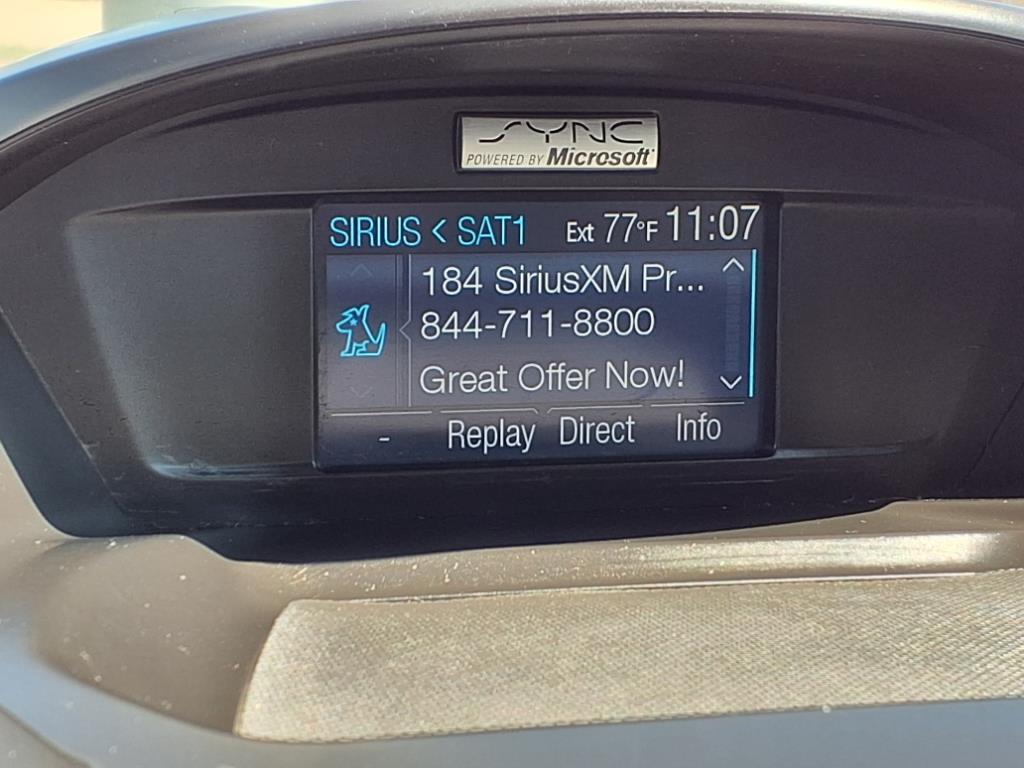 SYNC
POWERED BY Microsoft
SIRIUS < SAT1 Ext 77°F 11:07
184 SiriusXM Pr...
844-711-8800
Great Offer Now!
- Replay Direct Info